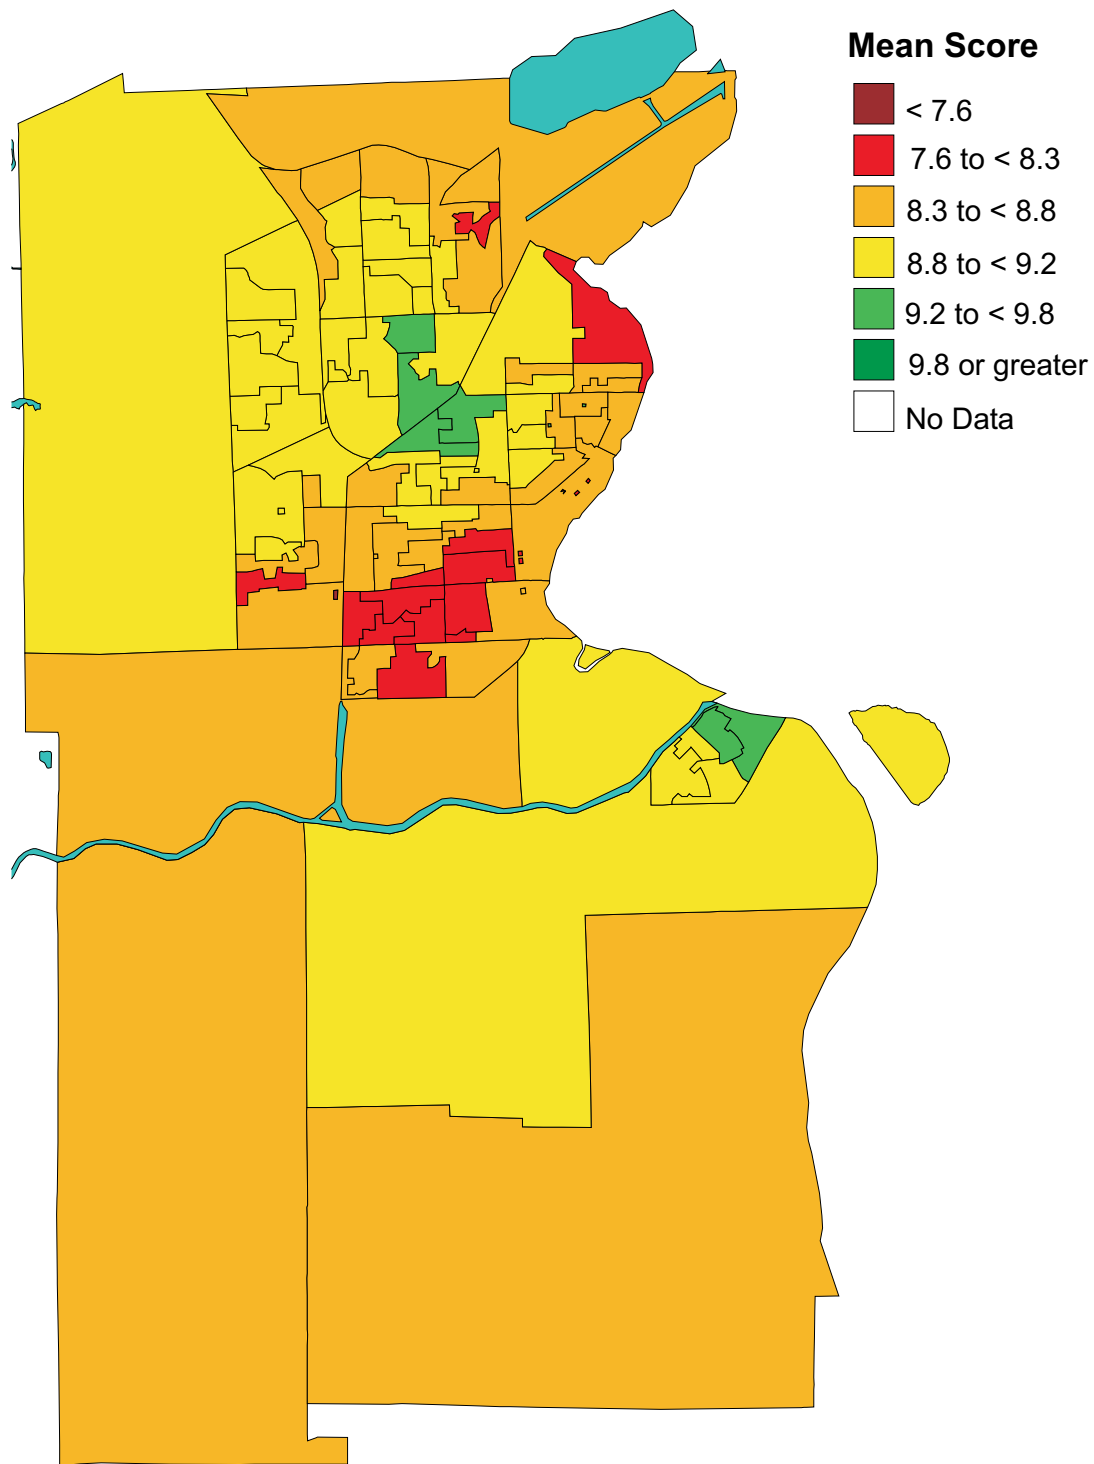 Mean Score
< 7.6
7.6 to < 8.3
8.3 to < 8.8
8.8 to < 9.2
9.2 to < 9.8
9.8 or greater
No Data